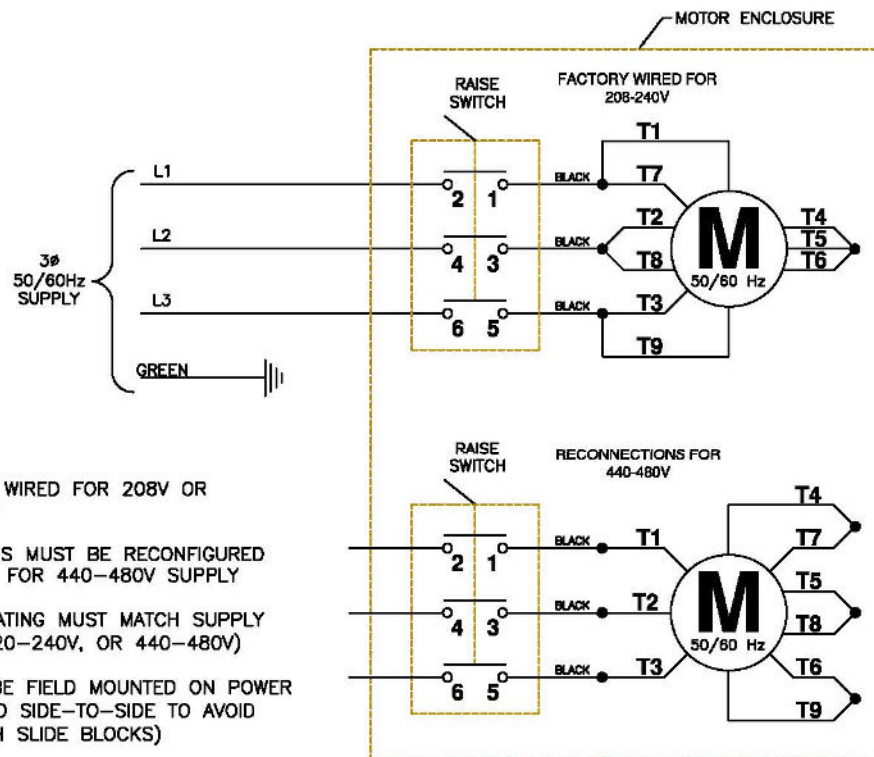 MOTOR ENCLOSURE
RAISE
SWITCH
FACTORY WIRED FOR
208-240V
T1
L1
2 1
BLACK
T7
L2
4 3
BLACK
T2
T8
M
50/60 Hz
T4
T5
T6
3ø
50/60Hz
SUPPLY
L3
6 5
BLACK
T3
T9
GREEN
RAISE
SWITCH
RECONNECTIONS FOR
440-480V
WIRED FOR 208V OR
S MUST BE RECONFIGURED
FOR 440-480V SUPPLY
ATING MUST MATCH SUPPLY
20-240V, OR 440-480V)
BE FIELD MOUNTED ON POWER
SIDE-TO-SIDE TO AVOID
SLIDE BLOCKS)
2 1
BLACK
T1
4 3
BLACK
T2
6 5
BLACK
T3
M
50/60 Hz
T4
T7
T5
T8
T6
T9